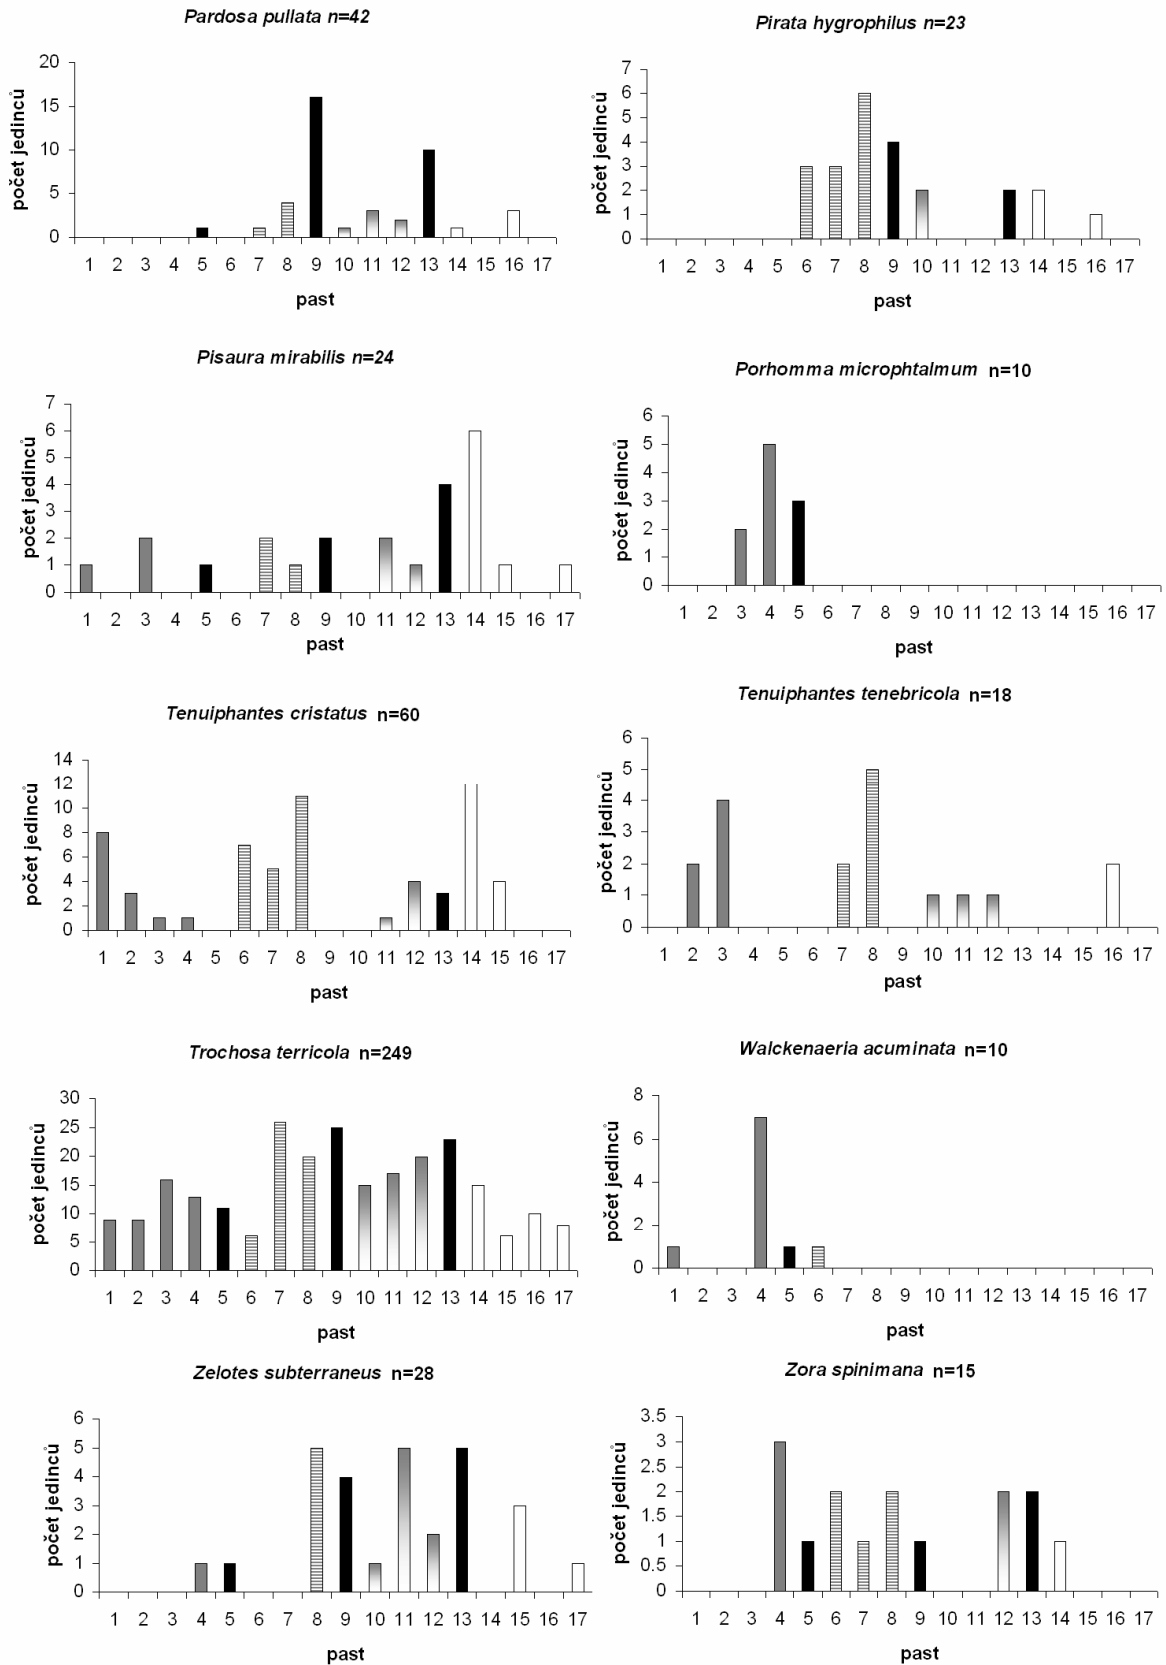 Pardosa pullata n=42
20
15
10
5
0
počet jedinců
1 2 3 4 5 6 7 8 9 10 11 12 13 14 15 16 17
past
Pirata hygrophilus n=23
7
6
5
4
3
2
1
0
počet jedinců
1 2 3 4 5 6 7 8 9 10 11 12 13 14 15 16 17
past
Pisaura mirabilis n=24
7
6
5
4
3
2
1
0
počet jedinců
1 2 3 4 5 6 7 8 9 10 11 12 13 14 15 16 17
past
Porhomma microphtalmum n=10
6
5
4
3
2
1
0
počet jedinců
1 2 3 4 5 6 7 8 9 10 11 12 13 14 15 16 17
past
Tenuiphantes cristatus n=60
14
12
10
8
6
4
2
0
počet jedinců
1 2 3 4 5 6 7 8 9 10 11 12 13 14 15 16 17
past
Tenuiphantes tenebricola n=18
6
5
4
3
2
1
0
počet jedinců
1 2 3 4 5 6 7 8 9 10 11 12 13 14 15 16 17
past
Trochosa terricola n=249
30
25
20
15
10
5
0
počet jedinců
1 2 3 4 5 6 7 8 9 10 11 12 13 14 15 16 17
past
Walckenaeria acuminata n=10
8
6
4
2
0
počet jedinců
1 2 3 4 5 6 7 8 9 10 11 12 13 14 15 16 17
past
Zelotes subterraneus n=28
6
5
4
3
2
1
0
počet jedinců
1 2 3 4 5 6 7 8 9 10 11 12 13 14 15 16 17
past
Zora spinimana n=15
3.5
3
2.5
2
1.5
1
0.5
0
počet jedinců
1 2 3 4 5 6 7 8 9 10 11 12 13 14 15 16 17
past